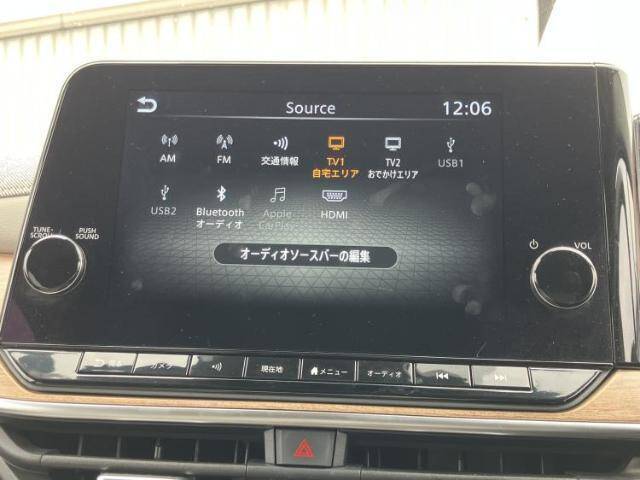 Source
12:06
AM
FM
交通情報
TV1
自宅エリア
TV2
おでかけエリア
USB1
USB2
Bluetooth
オーディオ
Apple
CarPlay
HDMI
オーディオソースバーの編集
TUNE·
SCROLL
PUSH
SOUND
VOL
カメラ
現在地
メニュー
オーディオ